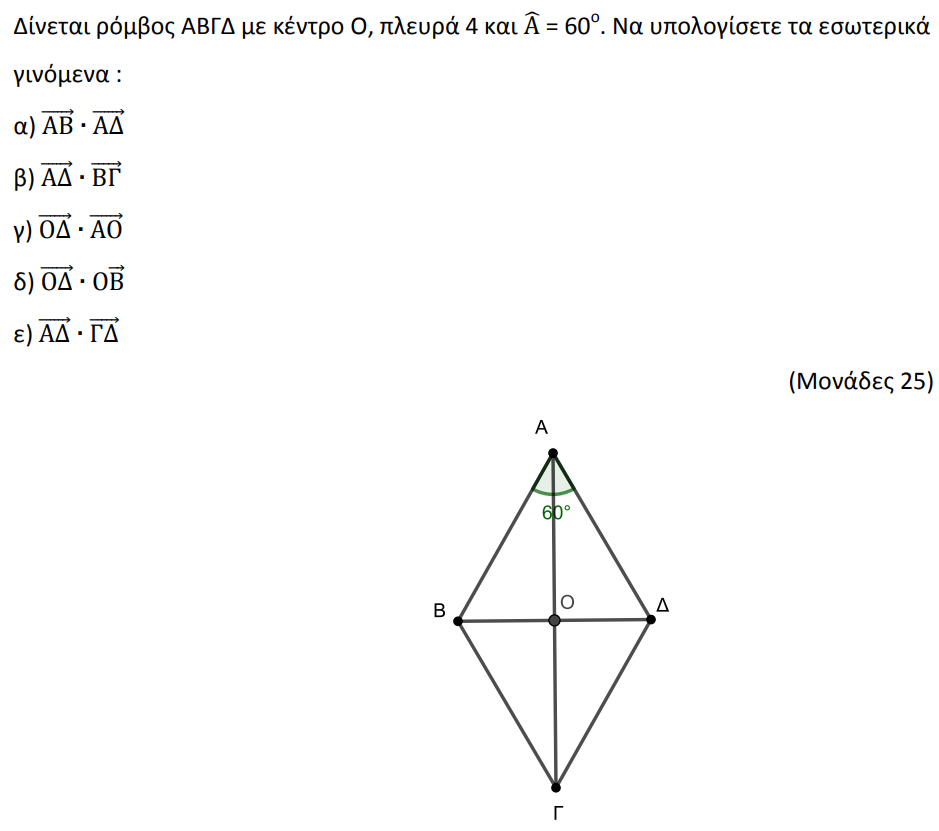 Δίνεται ρόμβος ΑΒΓΔ με κέντρο Ο, πλευρά 4 και Â = 60°. Να υπολογίσετε τα εσωτερικά
γινόμενα :
α) $\overrightarrow{ΑΒ} \cdot \overrightarrow{ΑΔ}$
β) $\overrightarrow{ΑΔ} \cdot \overrightarrow{ΒΓ}$
γ) $\overrightarrow{ΟΔ} \cdot \overrightarrow{ΑΟ}$
δ) $\overrightarrow{ΟΔ} \cdot Ο\overrightarrow{Β}$
ε) $\overrightarrow{ΑΔ} \cdot \overrightarrow{ΓΔ}$
(Μονάδες 25)
Α
60°
Β
Ο
Δ
Γ